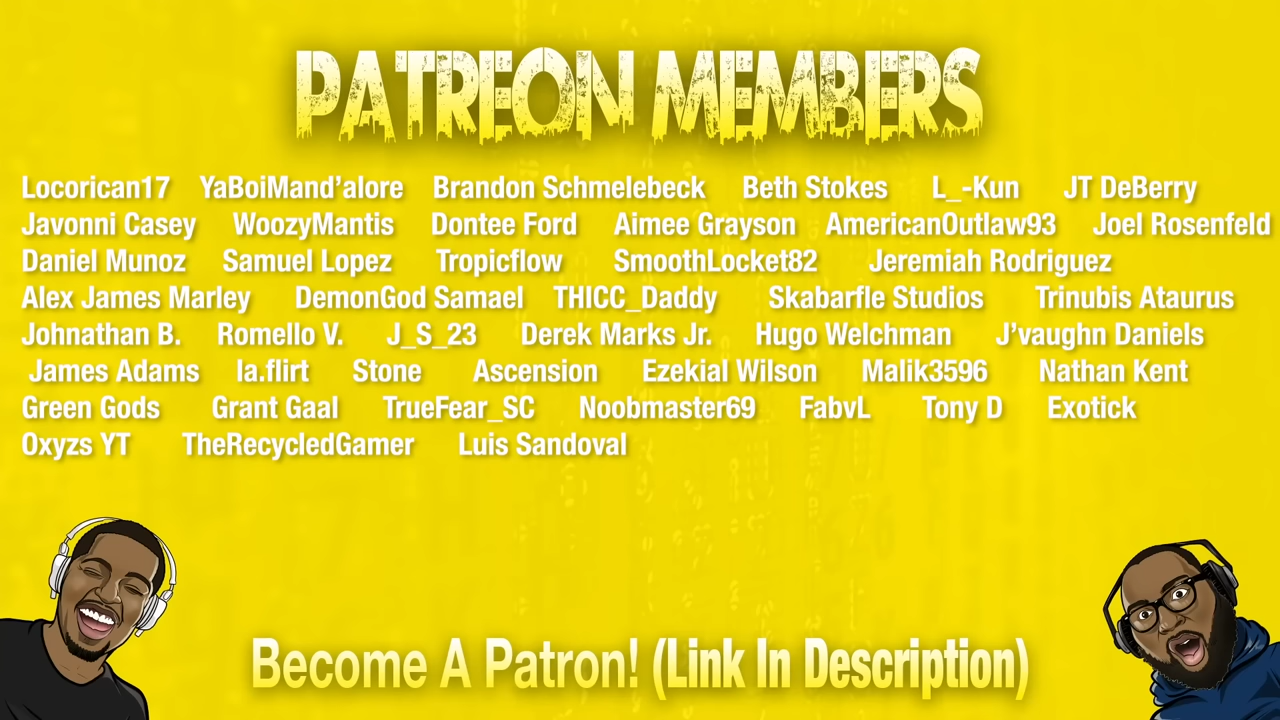 PATREON MEMBERS
Locorican17 YaBoiMand’alore Brandon Schmelebeck Beth Stokes L_-Kun JT DeBerry
Javonni Casey WoozyMantis Dontee Ford Aimee Grayson AmericanOutlaw93 Joel Rosenfeld
Daniel Munoz Samuel Lopez Tropicflow SmoothLocket82 Jeremiah Rodriguez
Alex James Marley DemonGod Samael THICC_Daddy Skabarfle Studios Trinubis Ataurus
Johnathan B. Romello V. J_S_23 Derek Marks Jr. Hugo Welchman J’vaughn Daniels
James Adams la.flirt Stone Ascension Ezekial Wilson Malik3596 Nathan Kent
Green Gods Grant Gaal TrueFear_SC Noobmaster69 FabvL Tony D Exotick
Oxyzs YT TheRecycledGamer Luis Sandoval
Become A Patron! (Link In Description)